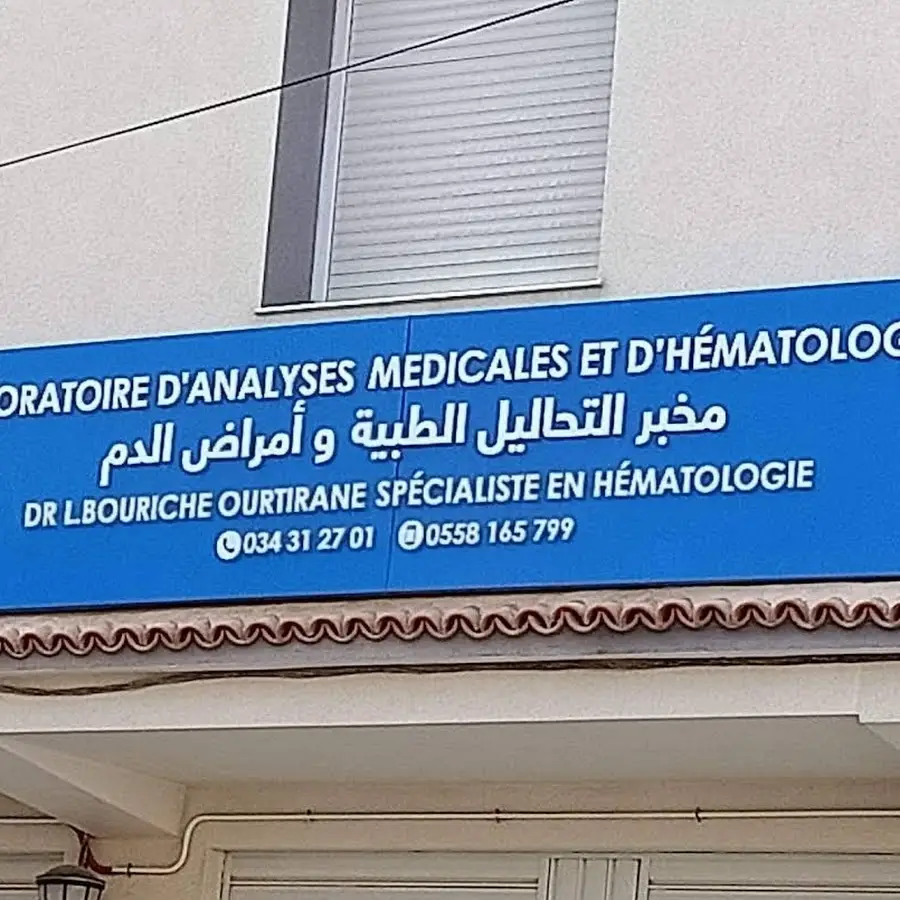 ORATOIRE D'ANALYSES MEDICALES ET D'HÉMATOLOG
مخبر التحاليل الطبية و أمراض الدم
DR L.BOURICHE OURTIRANE SPÉCIALISTE EN HÉMATOLOGIE
034 31 27 01 0558 165 799